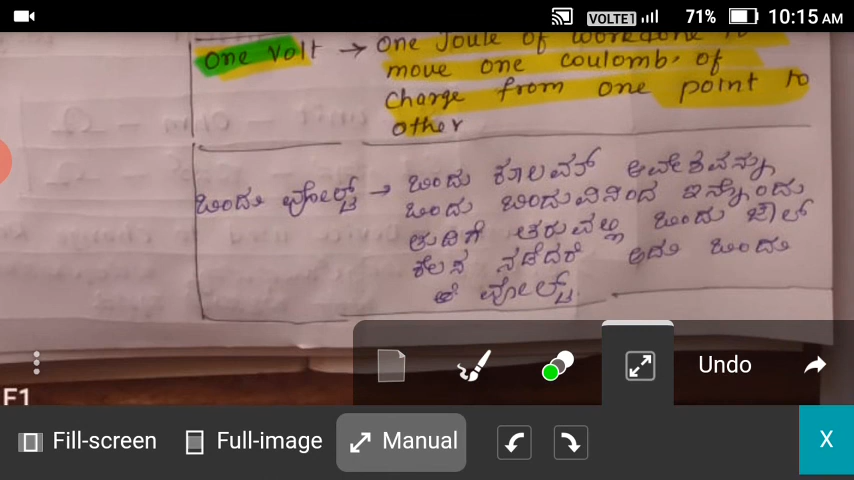 VOLTE1 71% 10:15 AM
One Volt → One Joule of workdone to
move one coulomb of
charge from one point to
other
ಒಂದು ವೋಲ್ಟ್ → ಒಂದು ಕೂಲಮ್ ಆವೇಶವನ್ನು
ಒಂದು ಬಿಂದುವಿನಿಂದ ಇನ್ನೊಂದು
ತುದಿಗೆ ತರುವಲ್ಲಿ ಒಂದು ಜೌಲ್
ಕೆಲಸ ನಡೆದರೆ ಅದು ಒಂದು
ವೋಲ್ಟ್.
Undo
F1
Fill-screen Full-image Manual X